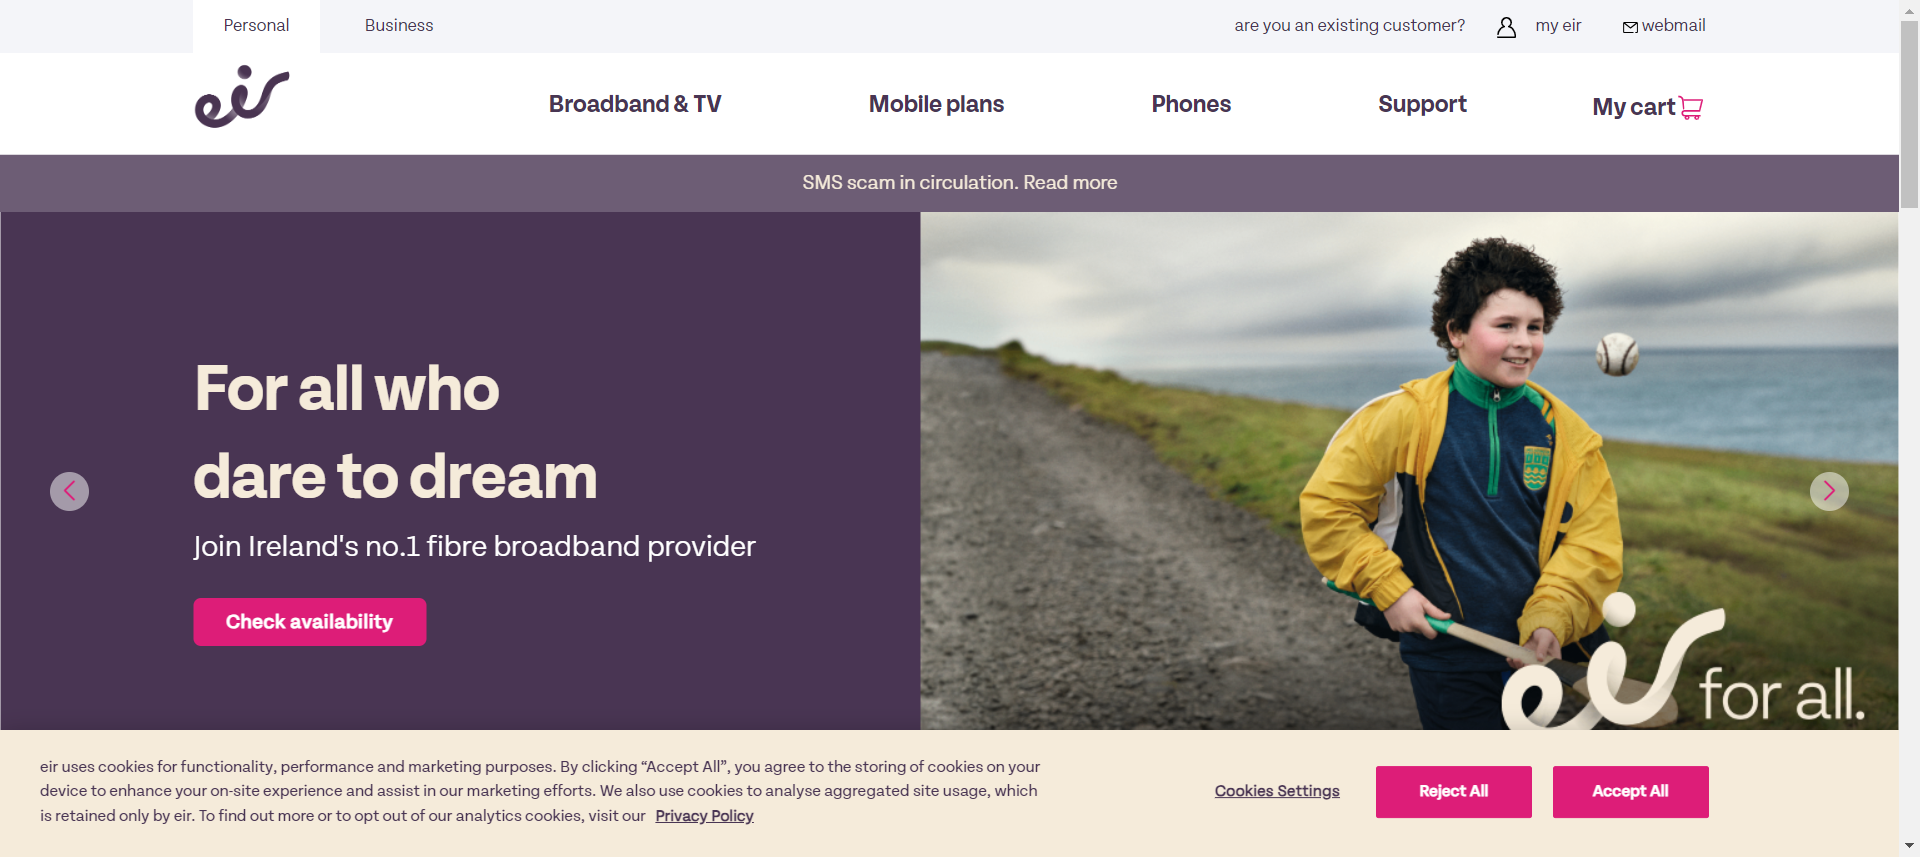 Personal
Business
are you an existing customer?
my eir
webmail
eir
Broadband & TV
Mobile plans
Phones
Support
My cart
SMS scam in circulation. Read more
For all who
dare to dream
Join Ireland's no.1 fibre broadband provider
Check availability
eir for all.
eir uses cookies for functionality, performance and marketing purposes. By clicking “Accept All”, you agree to the storing of cookies on your
device to enhance your on-site experience and assist in our marketing efforts. We also use cookies to analyse aggregated site usage, which
is retained only by eir. To find out more or to opt out of our analytics cookies, visit our Privacy Policy
Cookies Settings
Reject All
Accept All